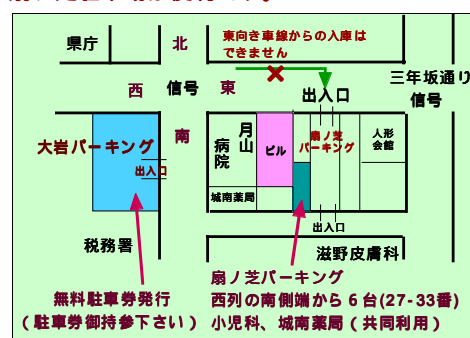 県庁
北
東向き車線からの入庫は
できません
西
信号
東
出入口
三年坂通り
信号
大岩パーキング
南
病院
月山
ビル
扇ノ芝
パーキング
人形
会館
出入口
城南薬局
出入口
税務署
滋野皮膚科
無料駐車券発行
(駐車券御持参下さい)
扇ノ芝パーキング
西列の南側端から6台(27-33番)
小児科、城南薬局(共同利用)